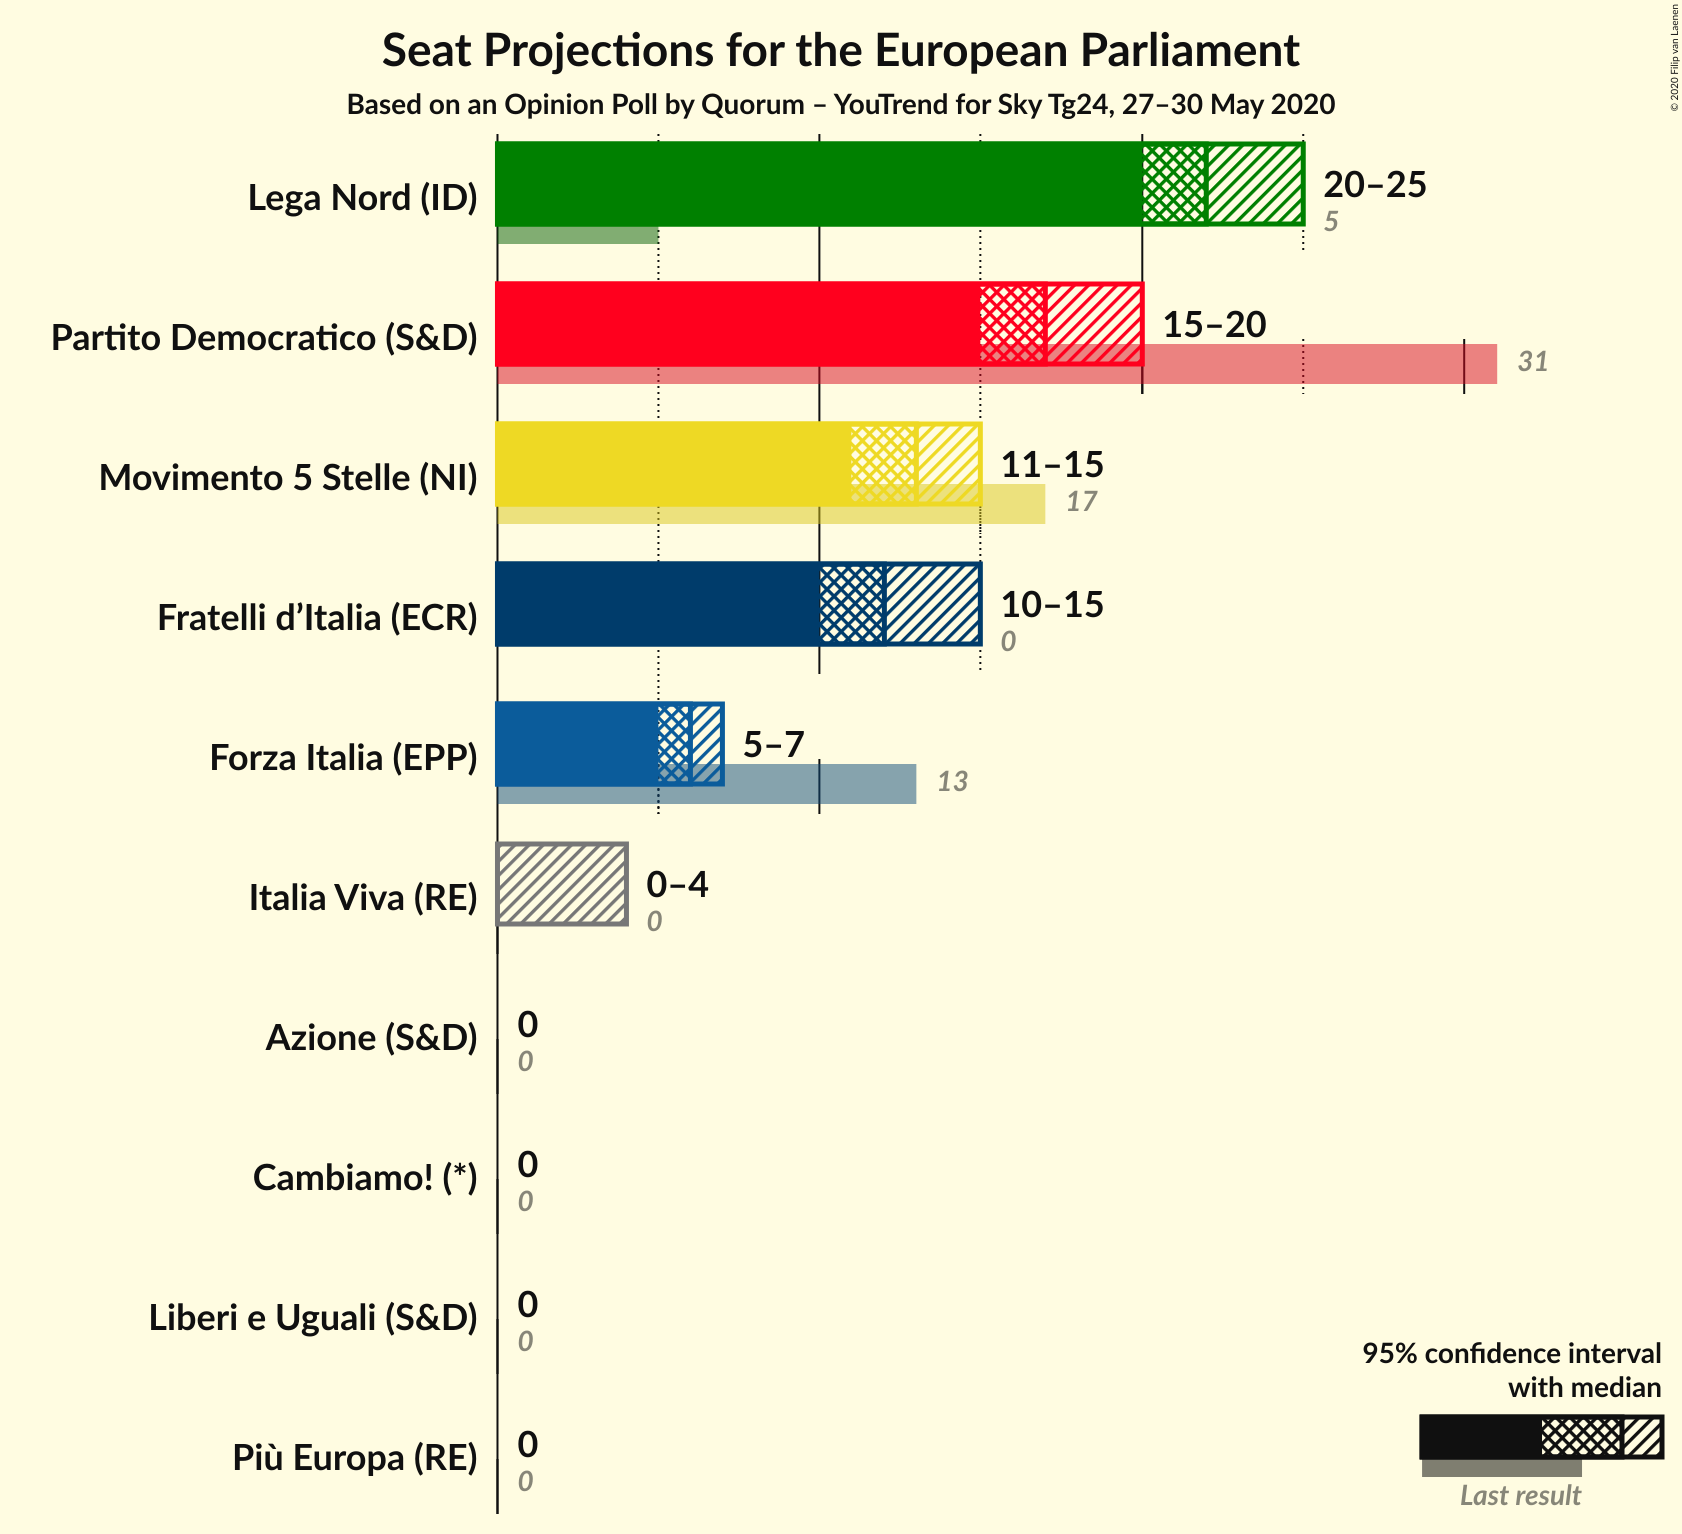 Seat Projections for the European Parliament
Based on an Opinion Poll by Quorum – YouTrend for Sky Tg24, 27–30 May 2020
© 2020 Filip van Laenen
Lega Nord (ID)
20–25
5
Partito Democratico (S&D)
15–20
31
Movimento 5 Stelle (NI)
11–15
17
Fratelli d’Italia (ECR)
10–15
0
Forza Italia (EPP)
5–7
13
Italia Viva (RE)
0–4
0
Azione (S&D)
0
0
Cambiamo! (*)
0
0
Liberi e Uguali (S&D)
0
0
Più Europa (RE)
0
0
95% confidence interval
with median
Last result